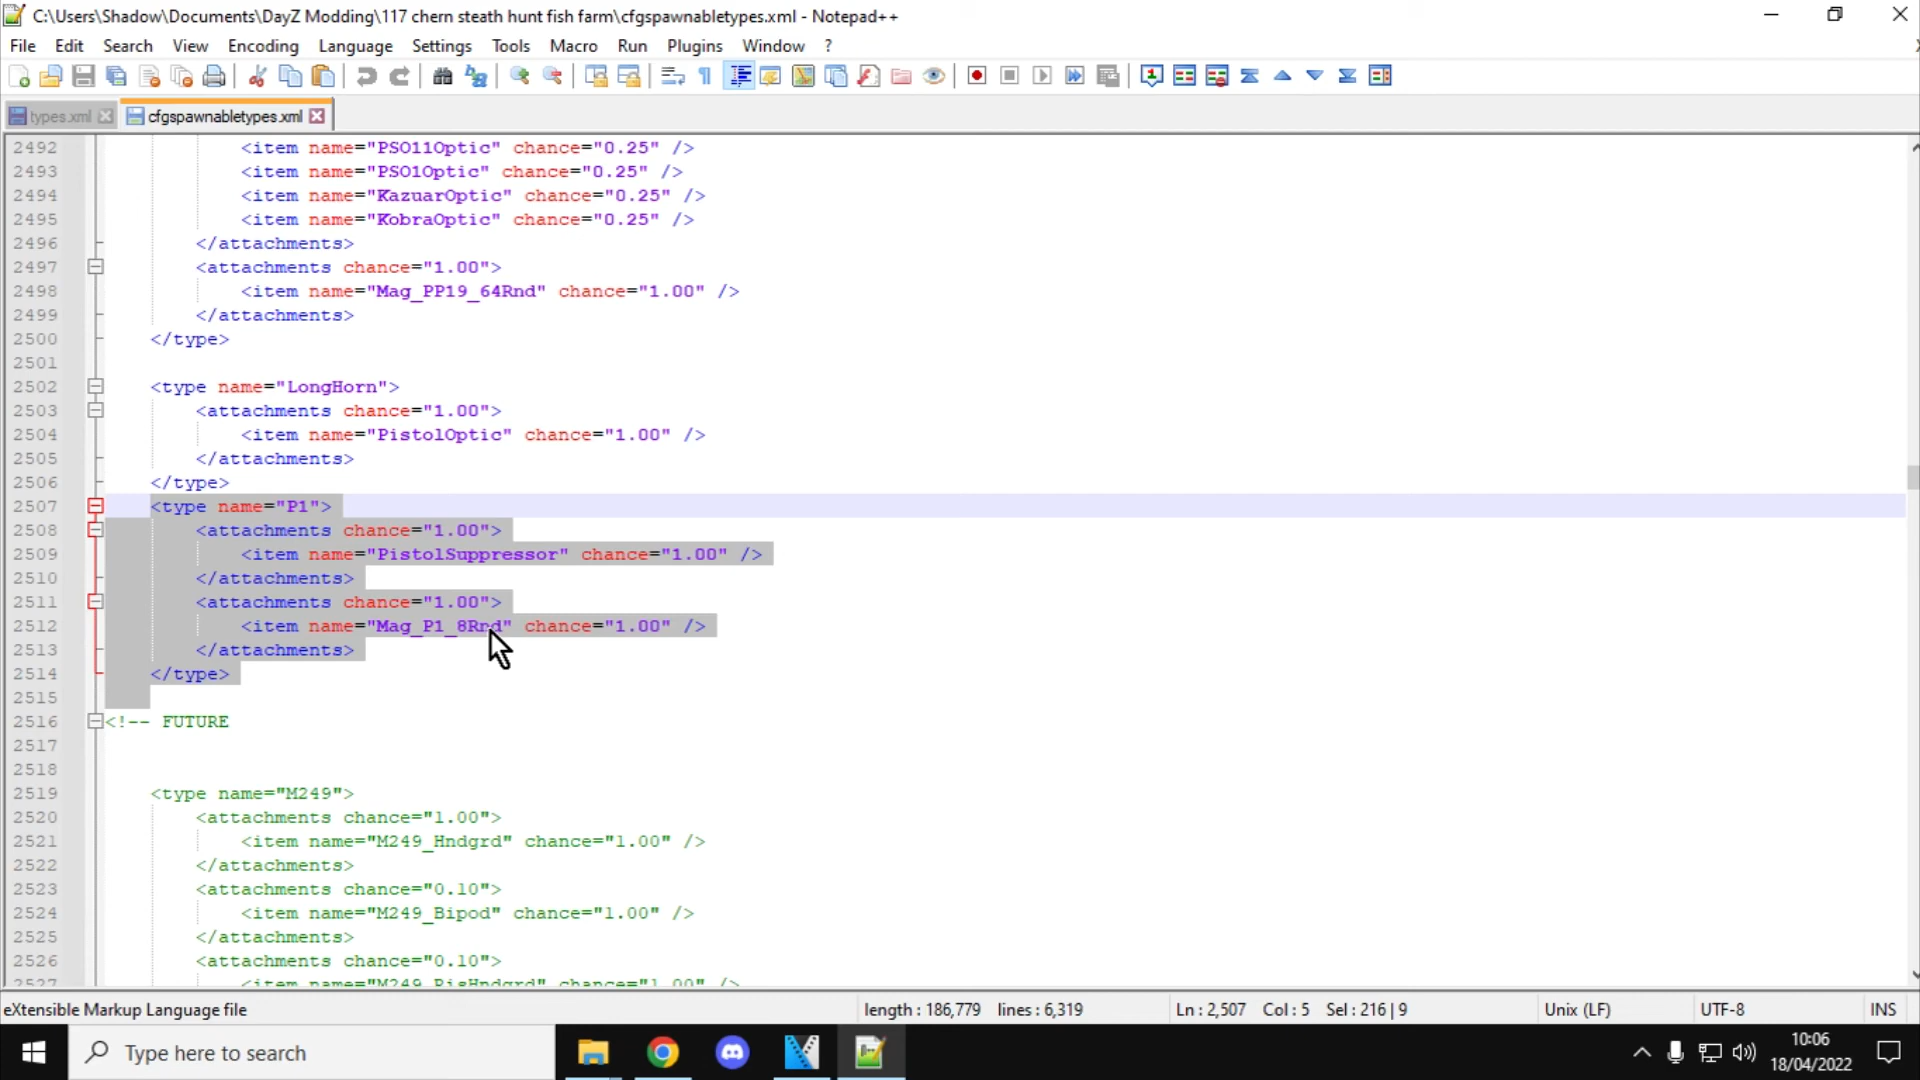 C:\Users\Shadow\Documents\DayZ Modding\117 chern steath hunt fish farm\cfgspawnabletypes.xml - Notepad++
File Edit Search View Encoding Language Settings Tools Macro Run Plugins Window ?
types.xml cfgspawnabletypes.xml
2492 <item name="PSO11Optic" chance="0.25" />
2493 <item name="PSO1Optic" chance="0.25" />
2494 <item name="KazuarOptic" chance="0.25" />
2495 <item name="KobraOptic" chance="0.25" />
2496 </attachments>
2497 <attachments chance="1.00">
2498 <item name="Mag_PP19_64Rnd" chance="1.00" />
2499 </attachments>
2500 </type>
2501
2502 <type name="LongHorn">
2503 <attachments chance="1.00">
2504 <item name="PistolOptic" chance="1.00" />
2505 </attachments>
2506 </type>
2507 <type name="P1">
2508 <attachments chance="1.00">
2509 <item name="PistolSuppressor" chance="1.00" />
2510 </attachments>
2511 <attachments chance="1.00">
2512 <item name="Mag_P1_8Rnd" chance="1.00" />
2513 </attachments>
2514 </type>
2515
2516 <!-- FUTURE
2517
2518
2519 <type name="M249">
2520 <attachments chance="1.00">
2521 <item name="M249_Hndgrd" chance="1.00" />
2522 </attachments>
2523 <attachments chance="0.10">
2524 <item name="M249_Bipod" chance="1.00" />
2525 </attachments>
2526 <attachments chance="0.10">
2527 <item name="M249_RisHndgrd" chance="1.00" />
eXtensible Markup Language file length : 186,779 lines : 6,319 Ln : 2,507 Col : 5 Sel : 216 | 9 Unix (LF) UTF-8 INS
Type here to search
10:06
18/04/2022